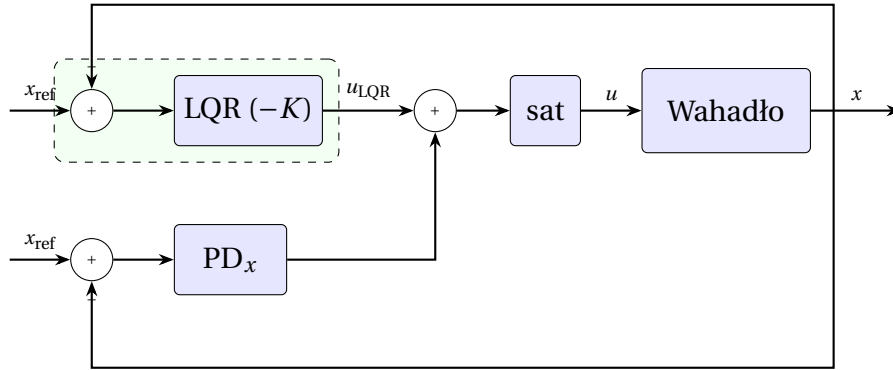 −
x_ref
+
LQR (−K)
u_LQR
+
sat
u
Wahadło
x
x_ref
+
PD_x
−